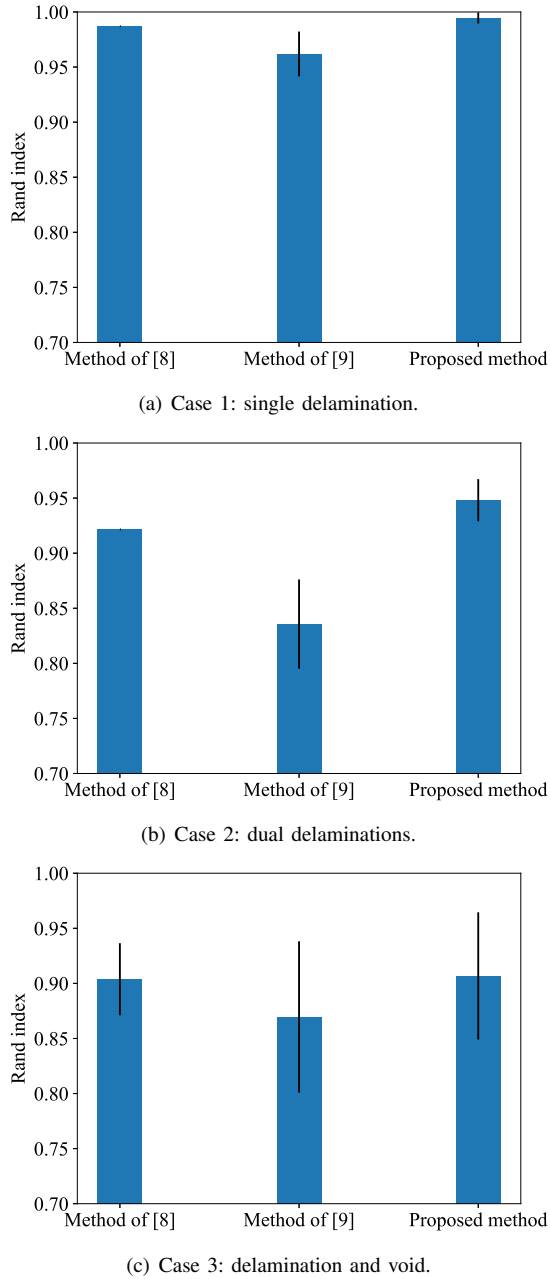 1.00
0.95
0.90
0.85
0.80
0.75
0.70
Rand index
Method of [8] Method of [9] Proposed method
(a) Case 1: single delamination.
1.00
0.95
0.90
0.85
0.80
0.75
0.70
Rand index
Method of [8] Method of [9] Proposed method
(b) Case 2: dual delaminations.
1.00
0.95
0.90
0.85
0.80
0.75
0.70
Rand index
Method of [8] Method of [9] Proposed method
(c) Case 3: delamination and void.